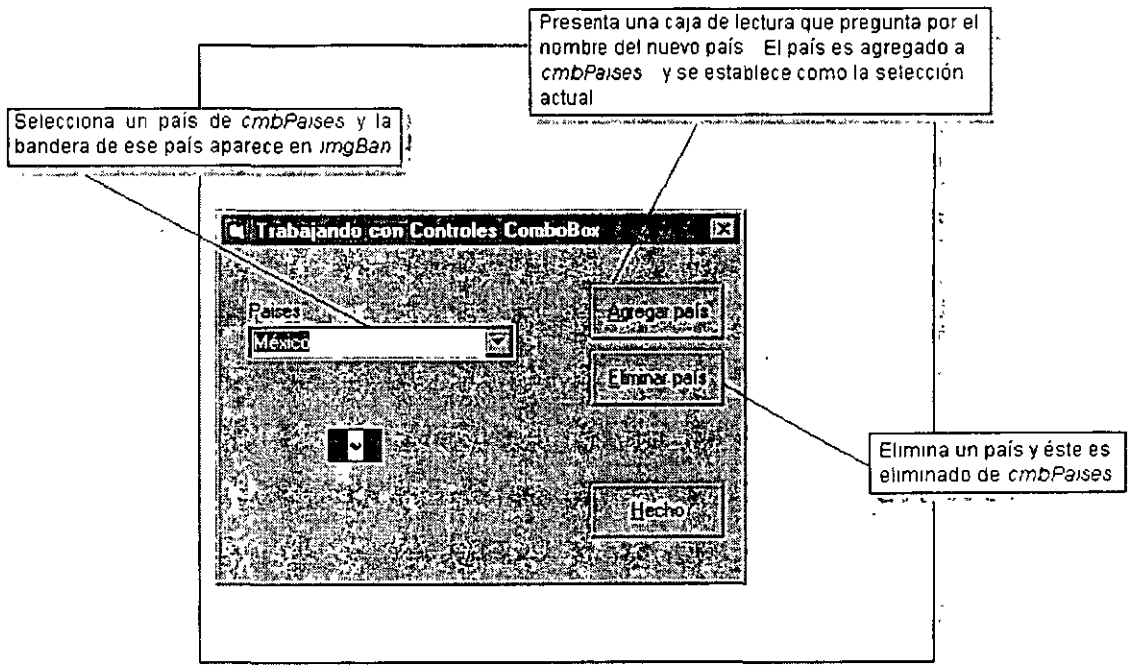 Presenta una caja de lectura que pregunta por el
nombre del nuevo país El país es agregado a
cmbPaises y se establece como la selección
actual
Selecciona un país de cmbPaises y la
bandera de ese país aparece en imgBan
Trabajando con Controles ComboBox
Paises
México
Agregar país
Eliminar país
Elimina un país y éste es
eliminado de cmbPaises
Hecho